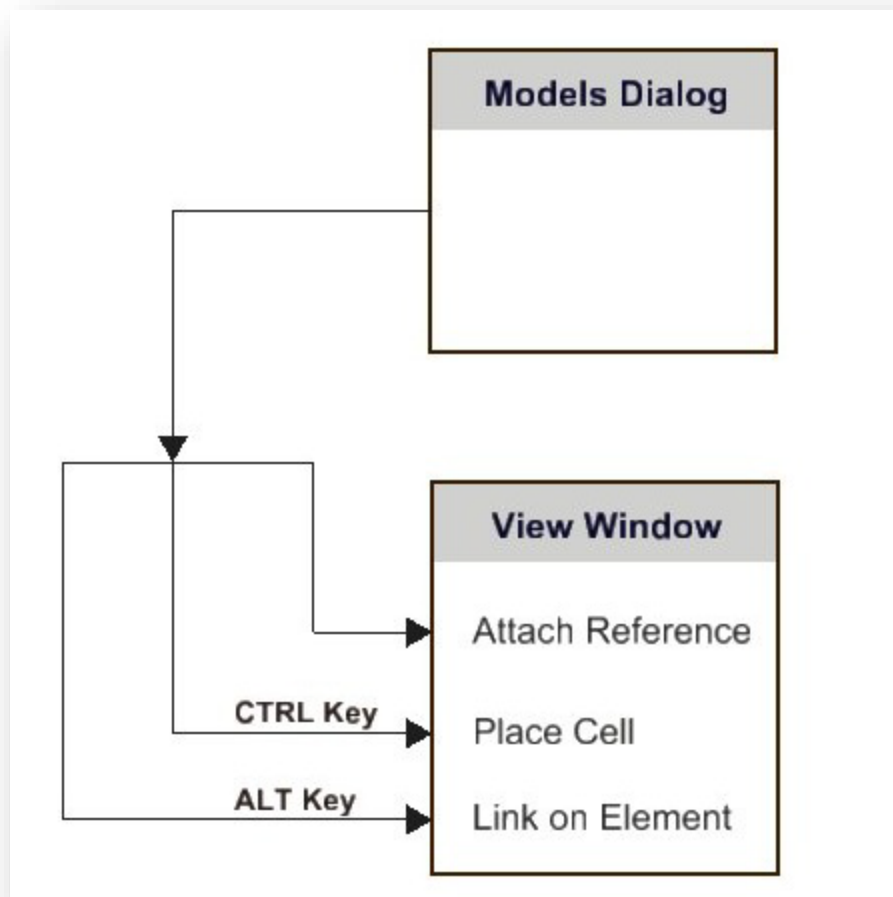 Models Dialog
View Window
Attach Reference
CTRL Key
Place Cell
ALT Key
Link on Element